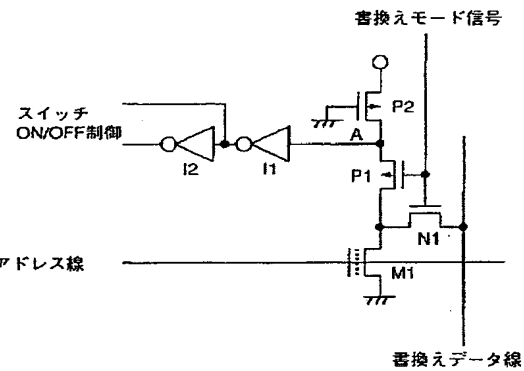 書換えモード信号
P2
スイッチ
ON/OFF制御
A
I2
I1
P1
N1
アドレス線
M1
書換えデータ線